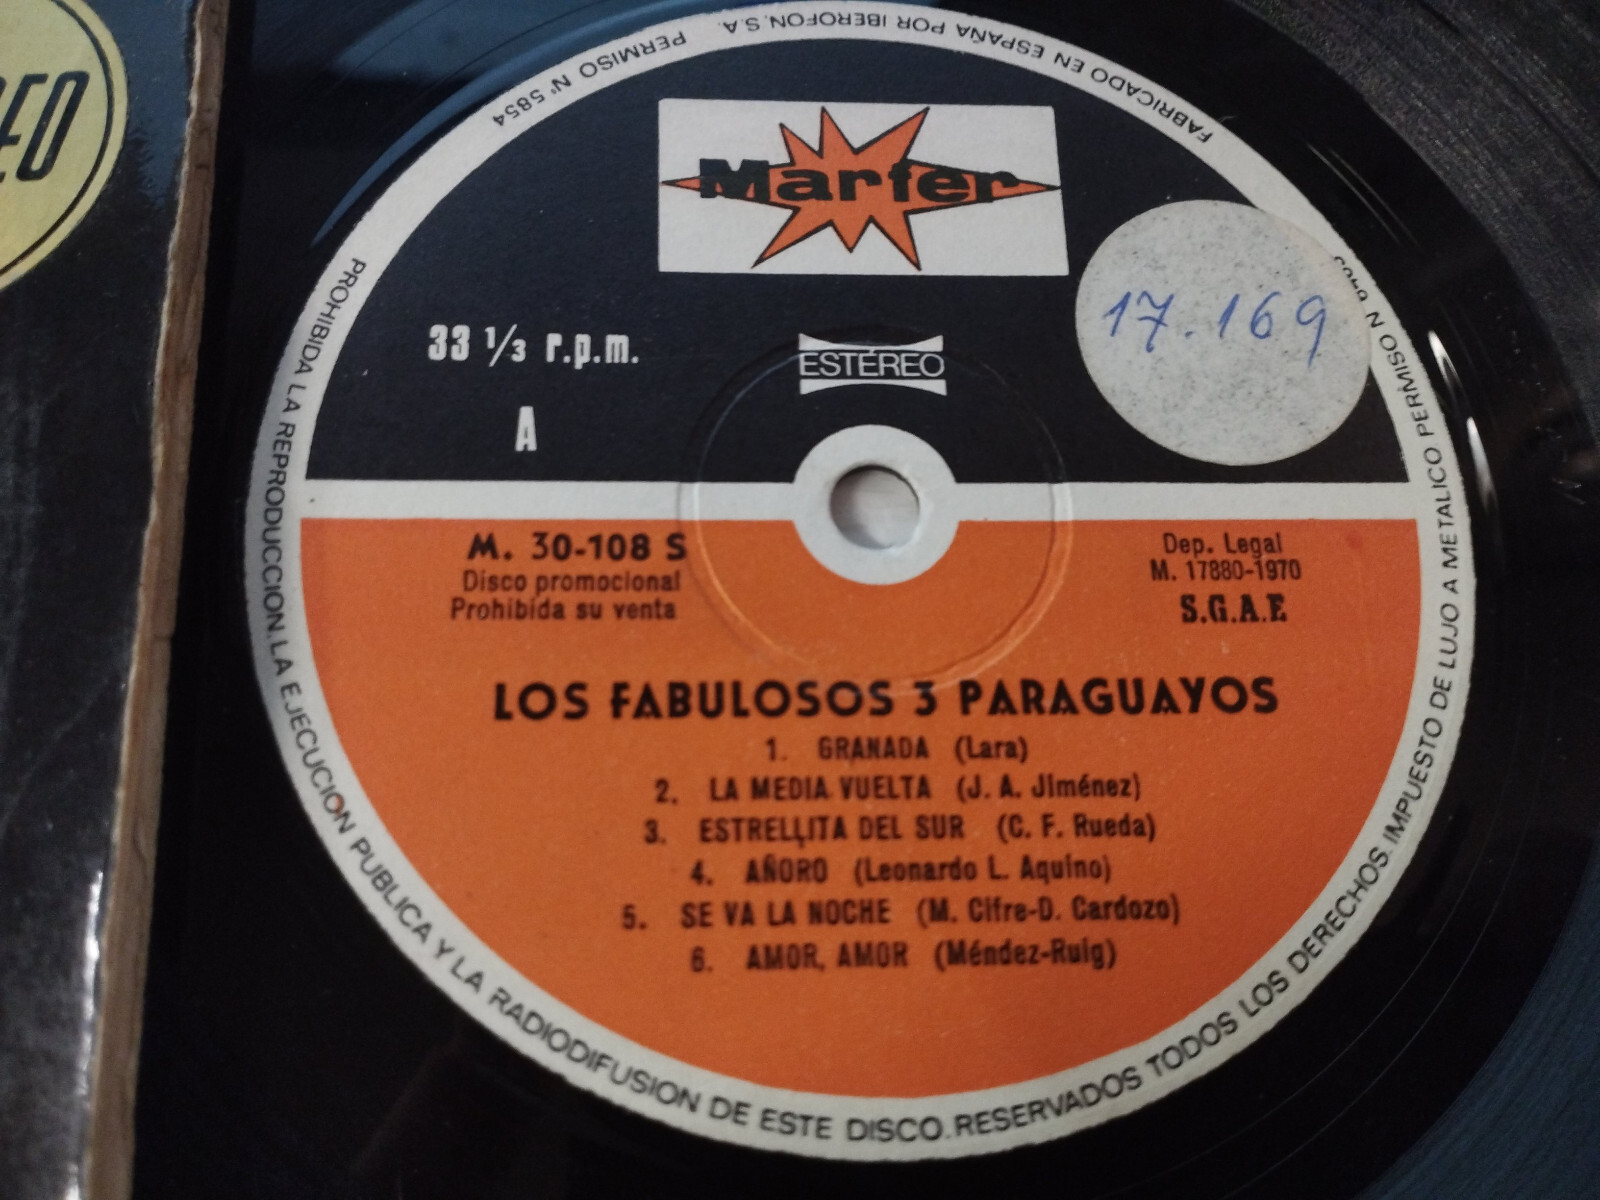 Marfer
33 1/3 r.p.m.
ESTÉREO
17.169
A
M. 30-108 S
Disco promocional
Prohibida su venta
Dep. Legal
M. 17880-1970
S.G.A.E
LOS FABULOSOS 3 PARAGUAYOS
1. GRANADA (Lara)
2. LA MEDIA VUELTA (J. A. Jiménez)
3. ESTRELLITA DEL SUR (C. F. Rueda)
4. AÑORO (Leonardo L. Aquino)
5. SE VA LA NOCHE (M. Cifre-D. Cardozo)
6. AMOR, AMOR (Méndez-Ruig)
PROHIBIDA LA REPRODUCCION, LA EJECUCION PUBLICA Y LA RADIODIFUSION DE ESTE DISCO. RESERVADOS TODOS LOS DERECHOS. IMPUESTO DE LUJO A METALICO PERMISO N
FABRICADO EN ESPAÑA POR IBEROFON, S.A. PERMISO Nº 5854